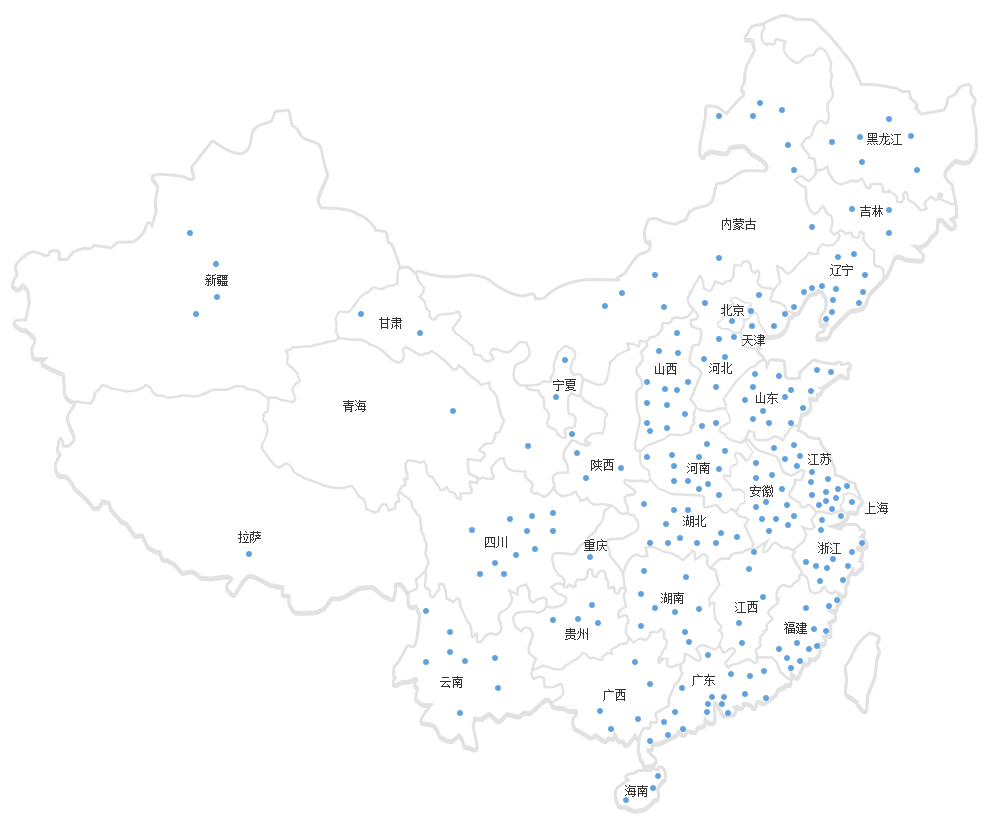 黑龙江
吉林
内蒙古
辽宁
新疆
北京
甘肃
天津
山西
河北
宁夏
山东
青海
江苏
陕西
河南
安徽
上海
湖北
拉萨
四川
重庆
浙江
湖南
江西
福建
贵州
云南
广东
广西
海南